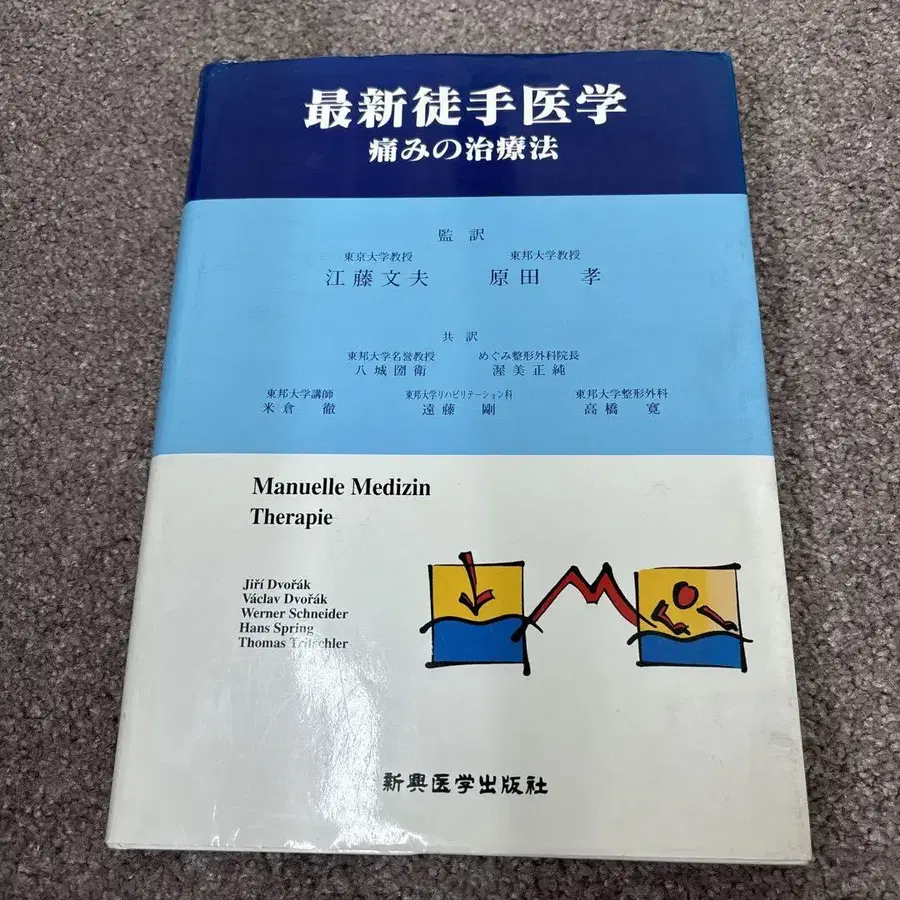 最新徒手医学
痛みの治療法
監訳
東京大学教授 東邦大学教授
江藤文夫 原田 孝
共訳
東邦大学名誉教授 めぐみ整形外科院長
八城圀衛 渥美正純
東邦大学講師 東邦大学リハビリテーション科 東邦大学整形外科
米倉 徹 遠藤 剛 高橋 寛
Manuelle Medizin
Therapie
Jiří Dvořák
Václav Dvořák
Werner Schneider
Hans Spring
Thomas Tritschler
新興医学出版社